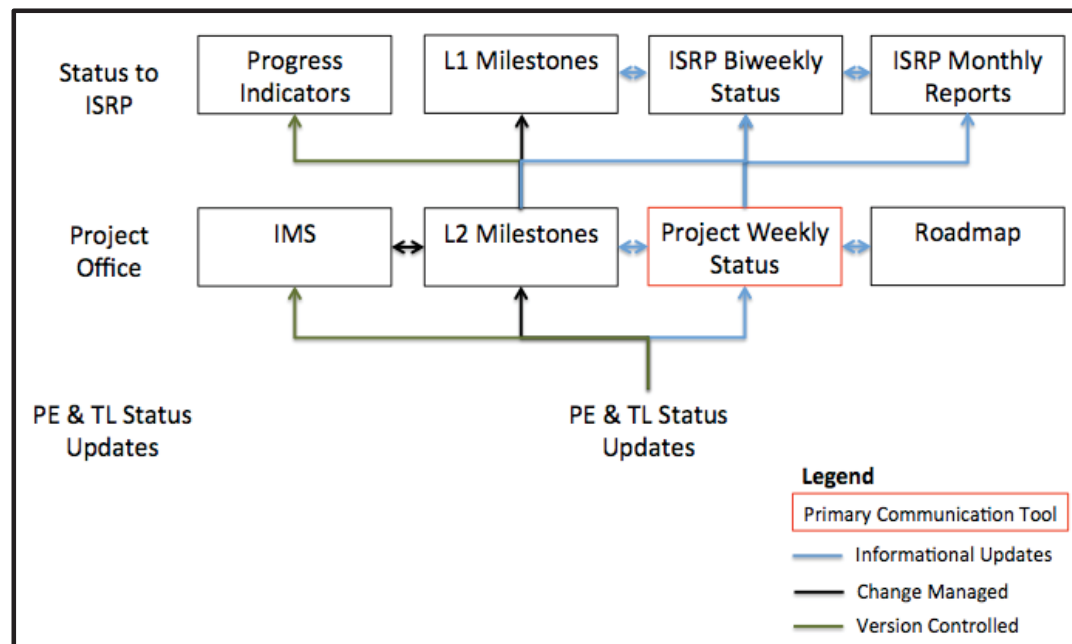 Status to
ISRP
Progress
Indicators
L1 Milestones
ISRP Biweekly
Status
ISRP Monthly
Reports
Project
Office
IMS
L2 Milestones
Project Weekly
Status
Roadmap
PE & TL Status
Updates
PE & TL Status
Updates
Legend
Primary Communication Tool
Informational Updates
Change Managed
Version Controlled